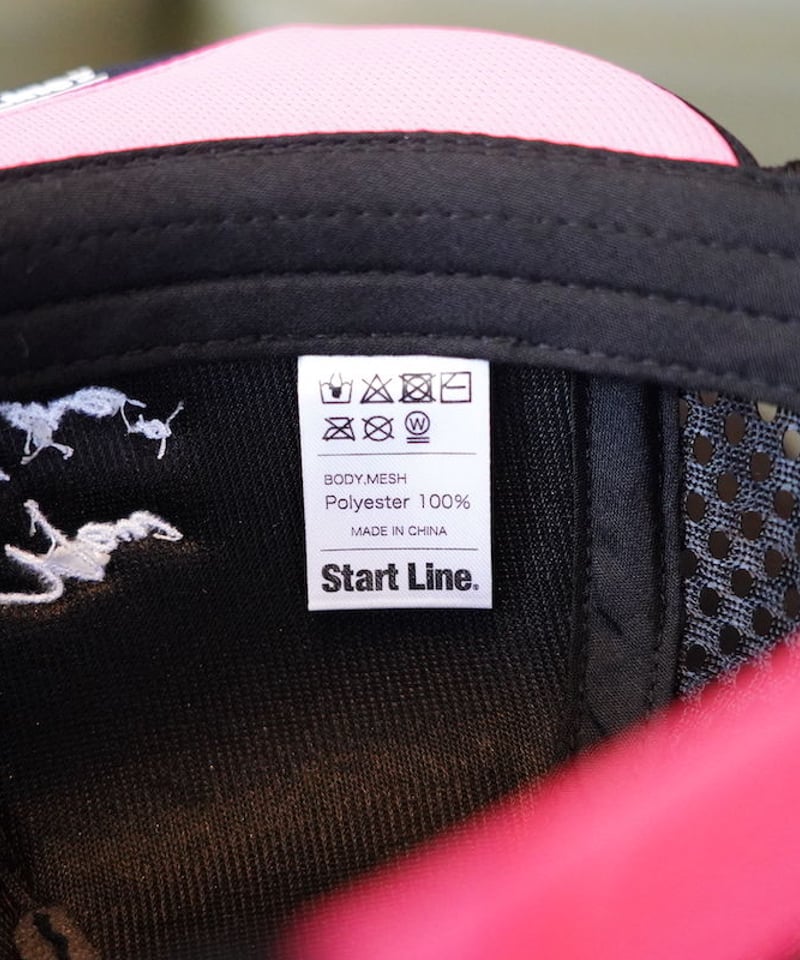 W
BODY,MESH
Polyester 100%
MADE IN CHINA
Start Line.